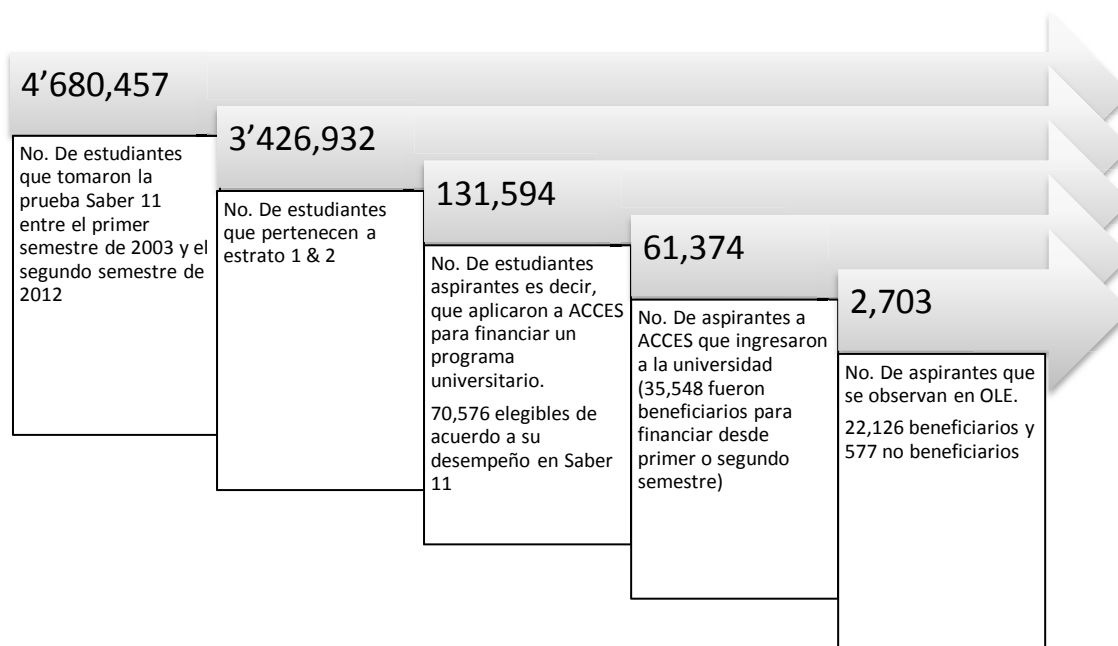 4’680,457
No. De estudiantes
que tomaron la
prueba Saber 11
entre el primer
semestre de 2003 y el
segundo semestre de
2012
3’426,932
No. De estudiantes
que pertenecen a
estrato 1 & 2
131,594
No. De estudiantes
aspirantes es decir,
que aplicaron a ACCES
para financiar un
programa
universitario.
70,576 elegibles de
acuerdo a su
desempeño en Saber
11
61,374
No. De aspirantes a
ACCES que ingresaron
a la universidad
(35,548 fueron
beneficiarios para
financiar desde
primer o segundo
semestre)
2,703
No. De aspirantes que
se observan en OLE.
22,126 beneficiarios y
577 no beneficiarios